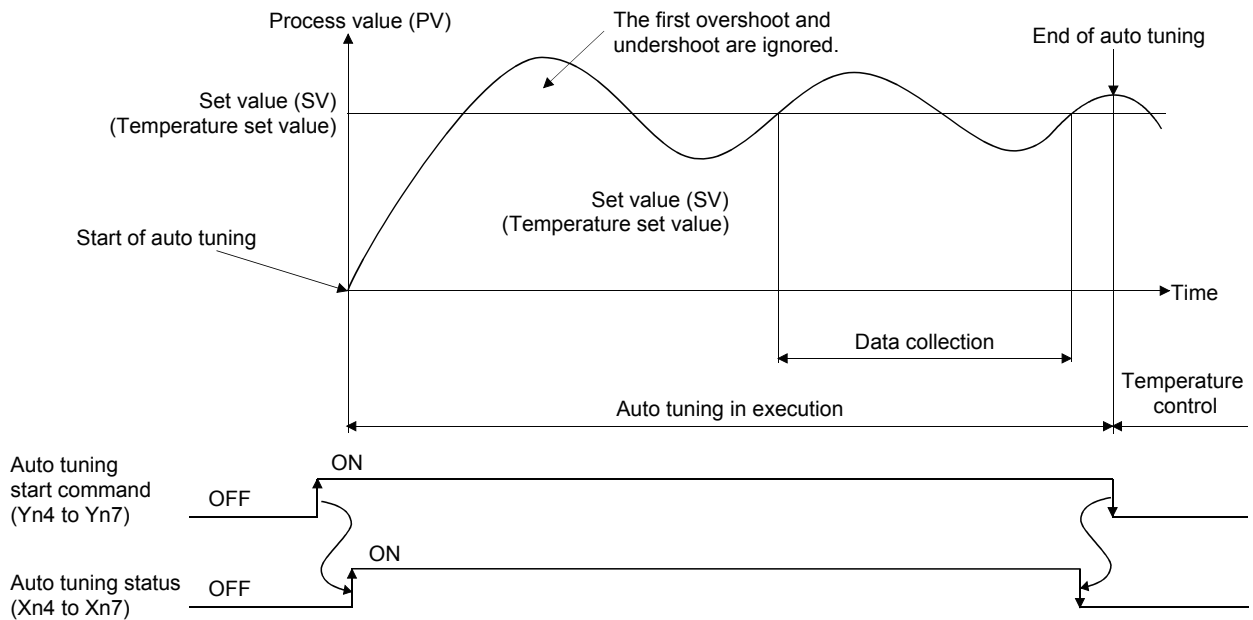 Process value (PV)
The first overshoot and
undershoot are ignored.
End of auto tuning
Set value (SV)
(Temperature set value)
Set value (SV)
(Temperature set value)
Start of auto tuning
Time
Data collection
Temperature
control
Auto tuning in execution
Auto tuning
start command
(Yn4 to Yn7)
OFF
ON
Auto tuning status
(Xn4 to Xn7)
OFF
ON